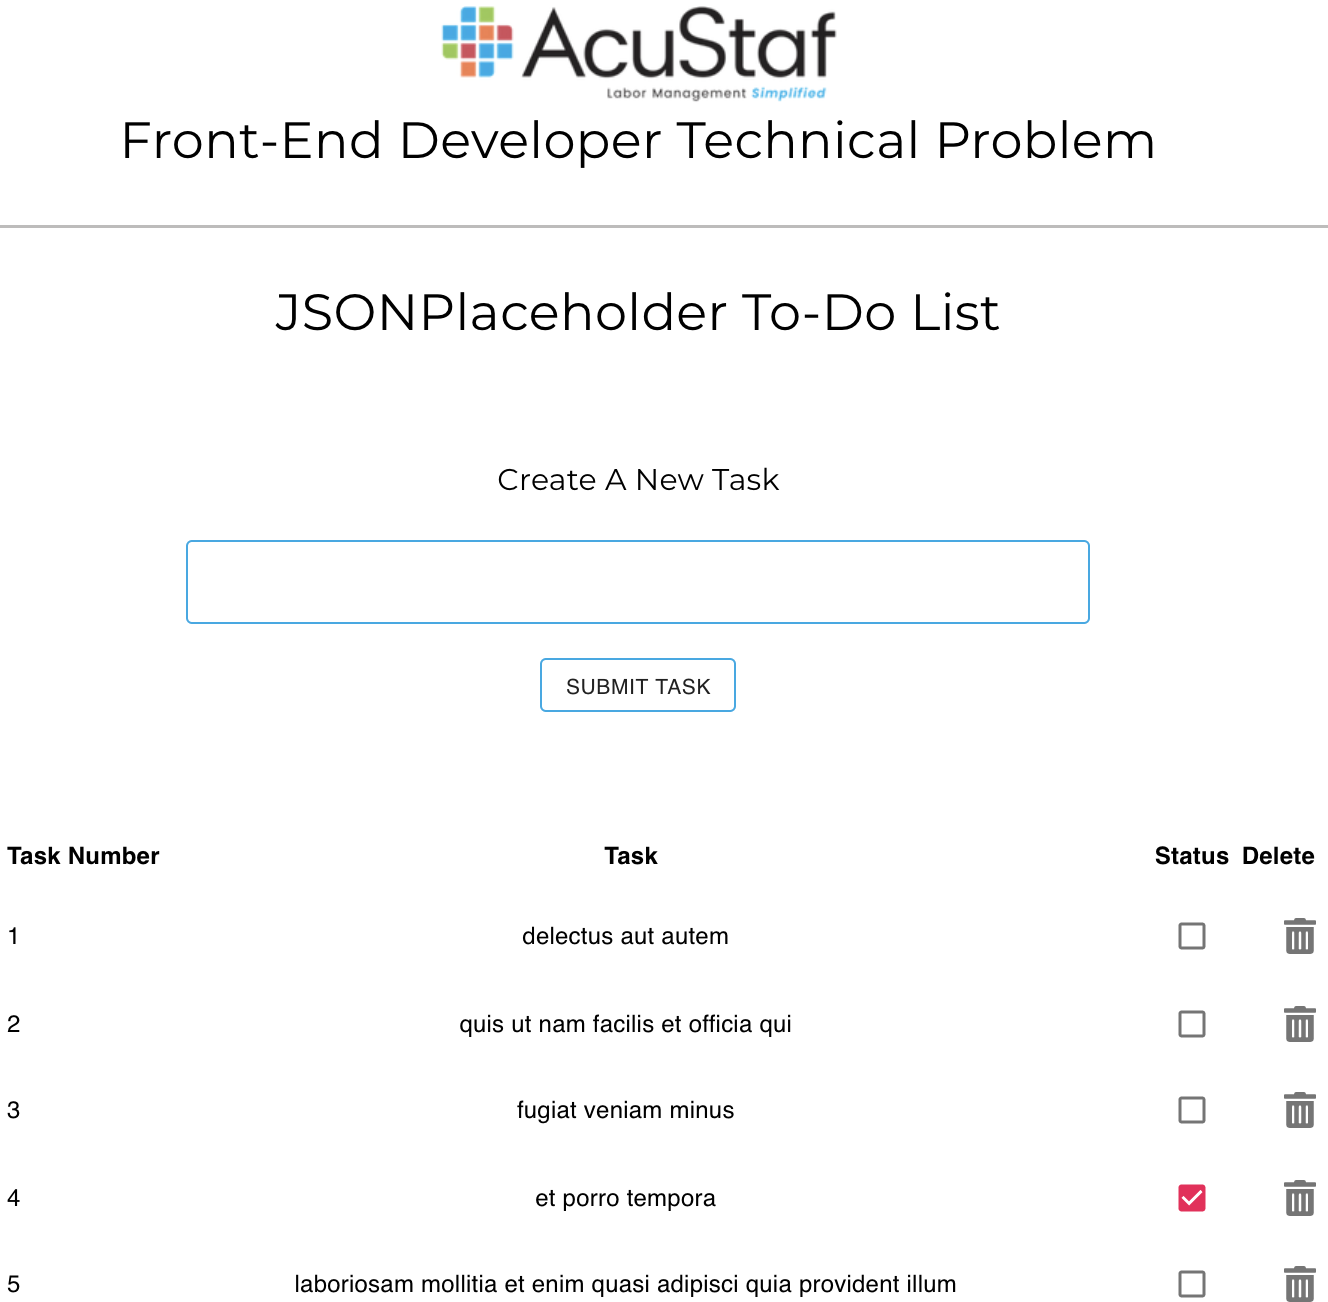 AcuStaf
Labor Management Simplified
Front-End Developer Technical Problem
JSONPlaceholder To-Do List
Create A New Task
SUBMIT TASK
Task Number Task Status Delete
1 delectus aut autem
2 quis ut nam facilis et officia qui
3 fugiat veniam minus
4 et porro tempora
5 laboriosam mollitia et enim quasi adipisci quia provident illum